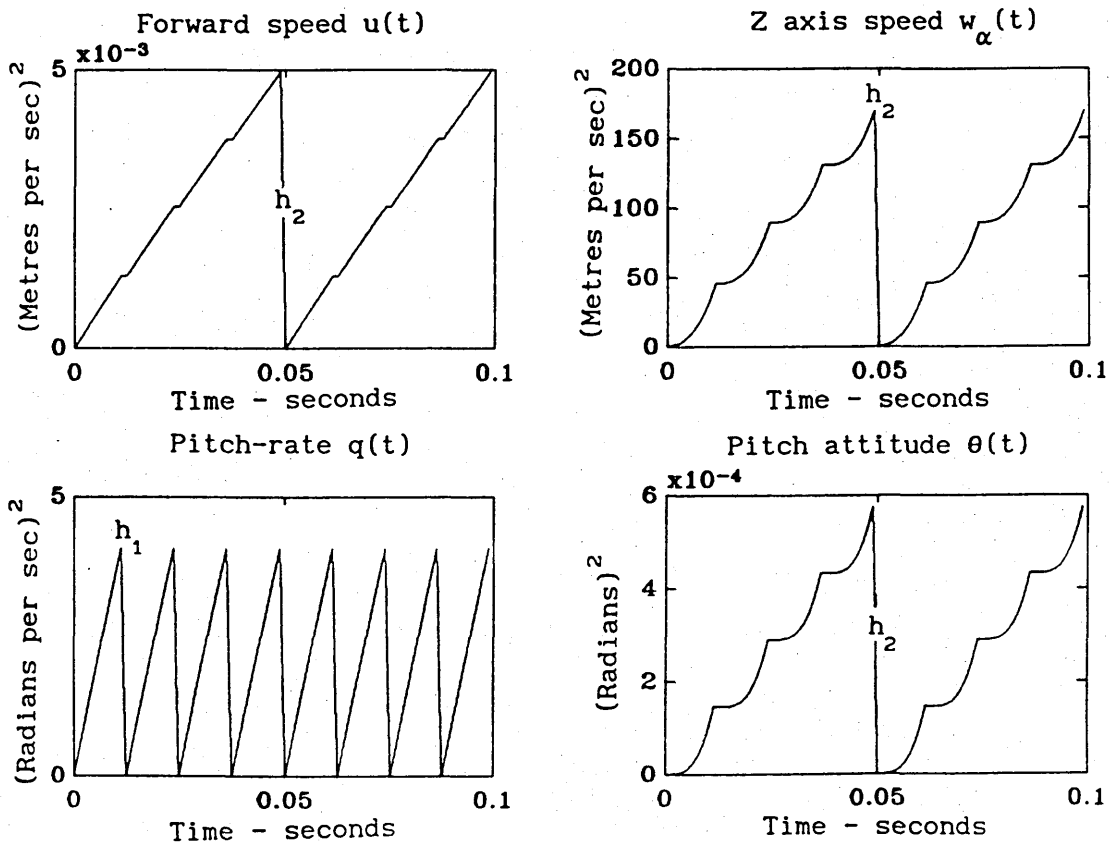 Forward speed u(t)
x10-3
(Metres per sec)2
5
0
h2
0
0.05
0.1
Time - seconds
Z axis speed wα(t)
(Metres per sec)2
200
150
100
50
0
h2
0
0.05
0.1
Time - seconds
Pitch-rate q(t)
(Radians per sec)2
5
0
h1
0
0.05
0.1
Time - seconds
Pitch attitude θ(t)
x10-4
(Radians)2
6
4
2
0
h2
0
0.05
0.1
Time - seconds